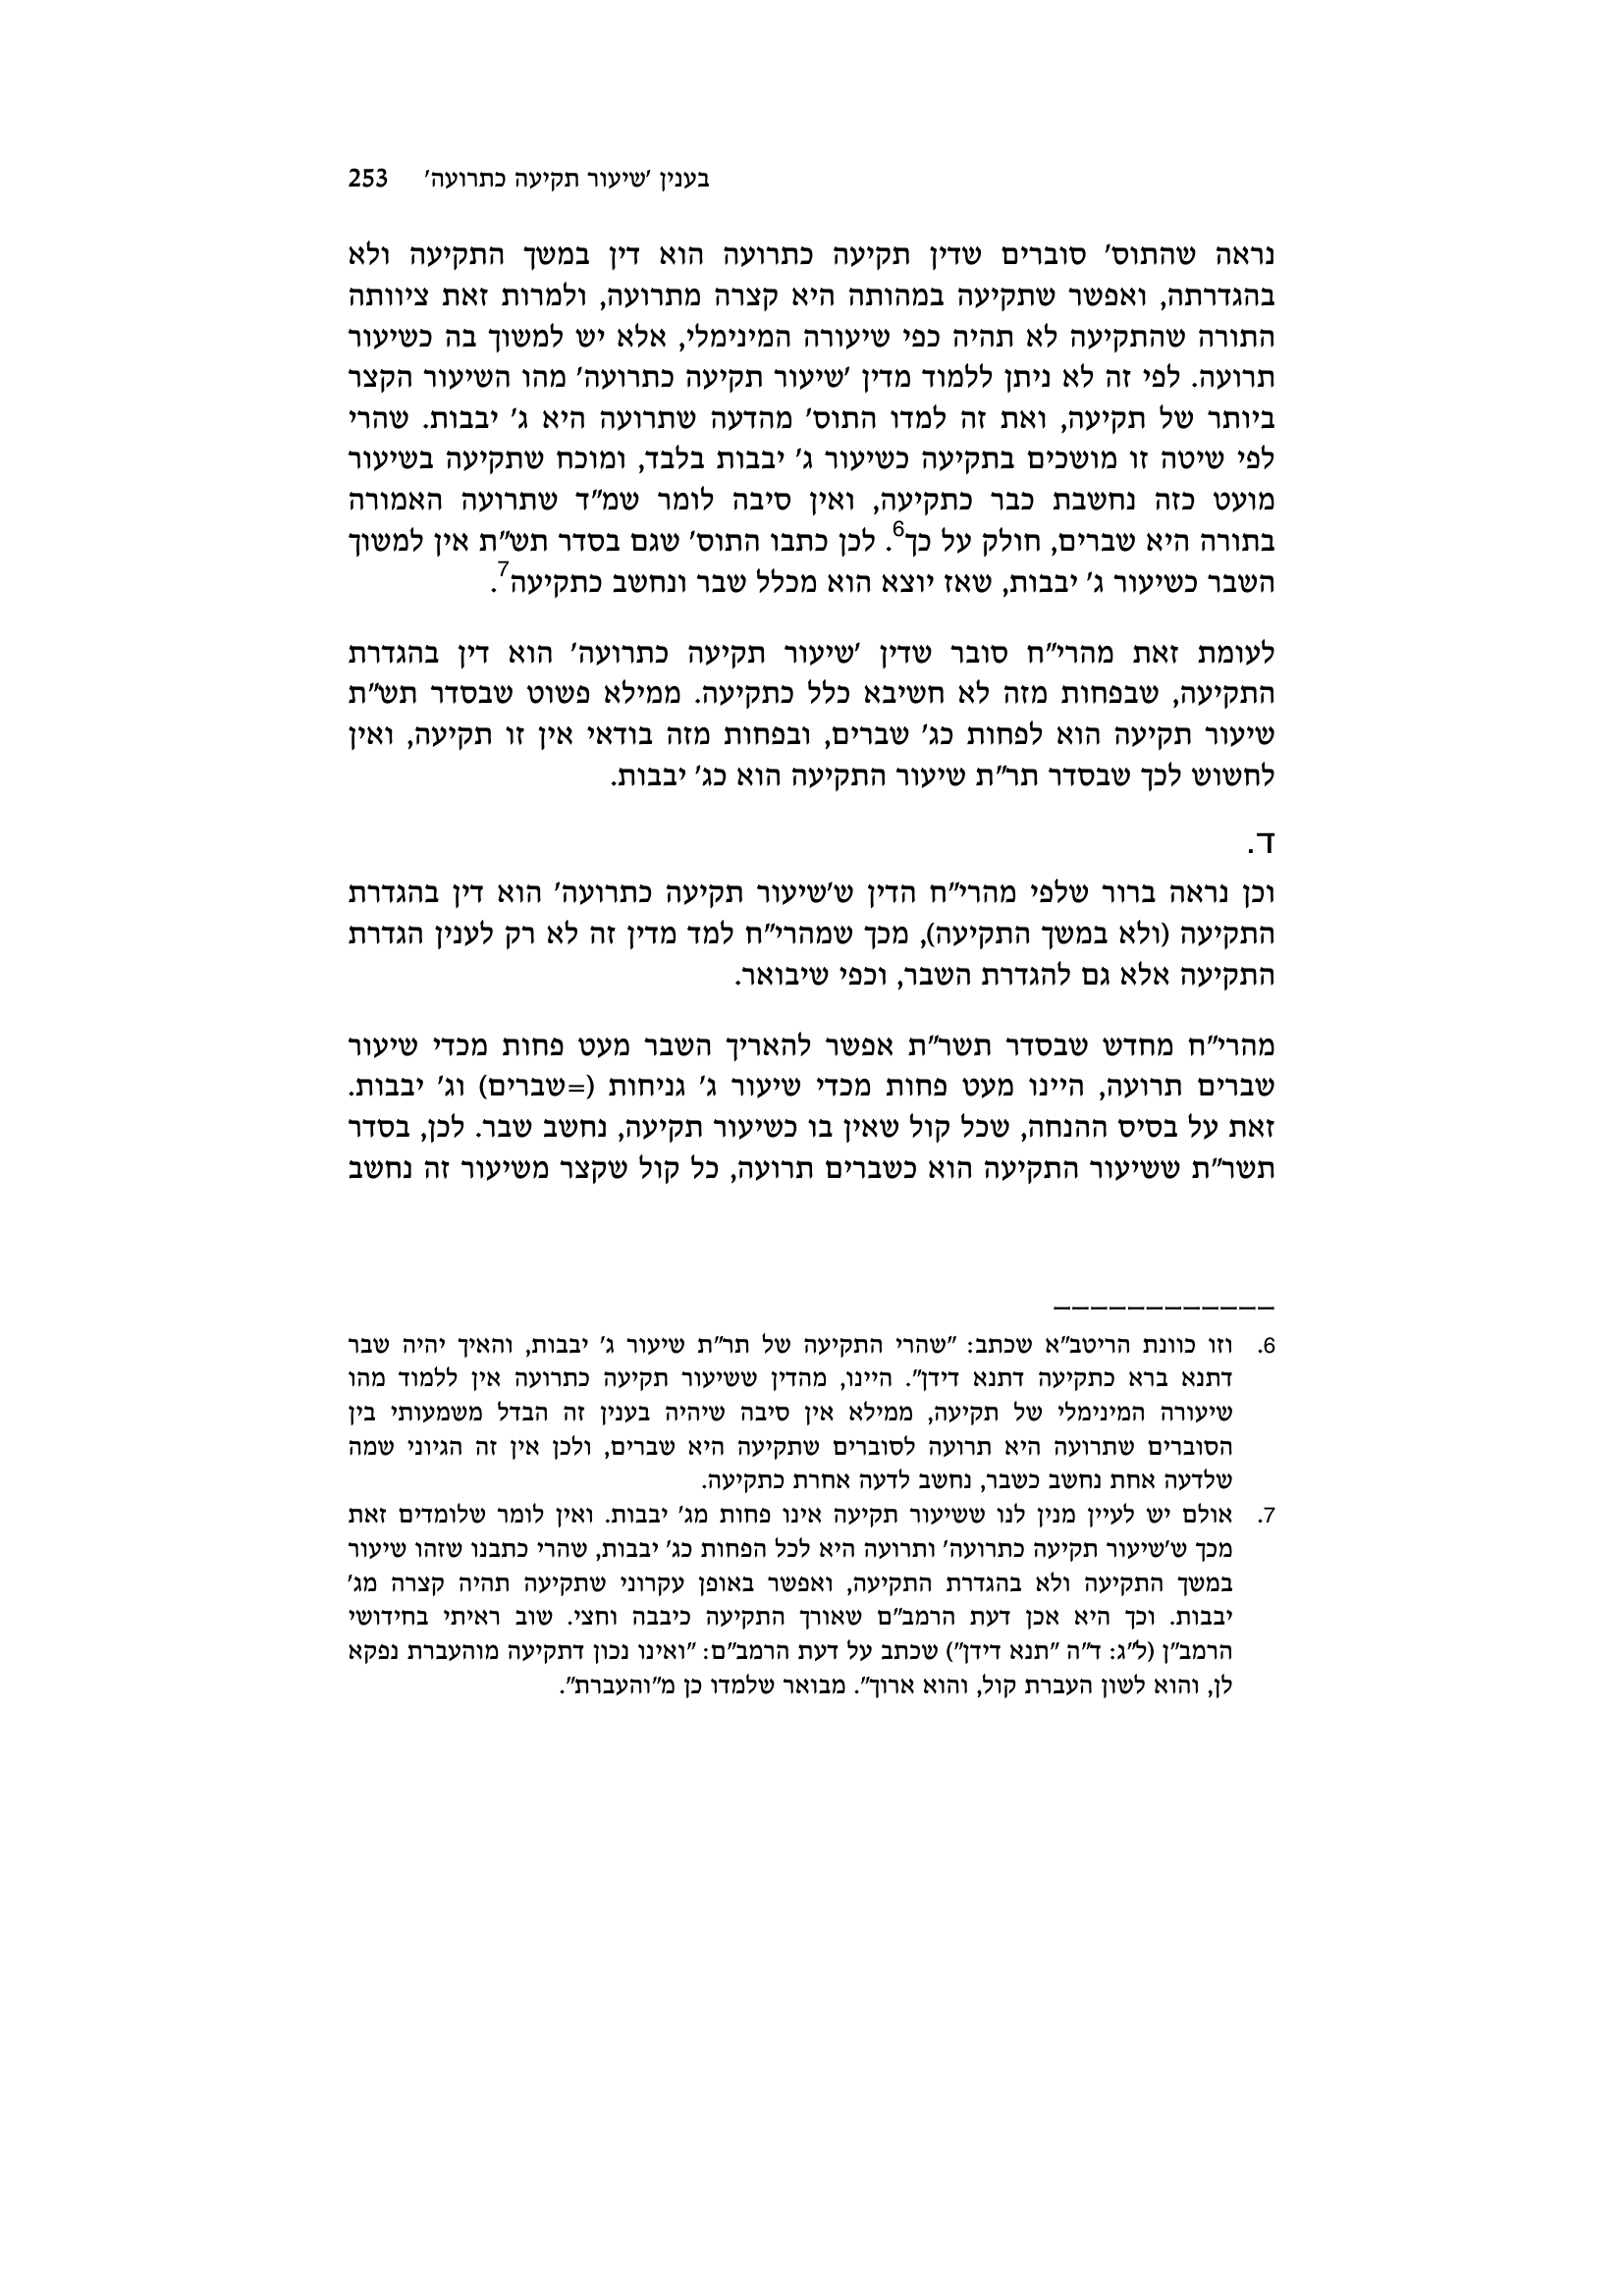 בענין 'שיעור תקיעה כתרועה' 253
נראה שהתוס' סוברים שדין תקיעה כתרועה הוא דין במשך התקיעה ולא
בהגדרתה, ואפשר שתקיעה במהותה היא קצרה מתרועה, ולמרות זאת ציוותה
התורה שהתקיעה לא תהיה כפי שיעורה המינימלי, אלא יש למשוך בה כשיעור
תרועה. לפי זה לא ניתן ללמוד מדין 'שיעור תקיעה כתרועה' מהו השיעור הקצר
ביותר של תקיעה, ואת זה למדו התוס' מהדעה שתרועה היא ג' יבבות. שהרי
לפי שיטה זו מושכים בתקיעה כשיעור ג' יבבות בלבד, ומוכח שתקיעה בשיעור
מועט כזה נחשבת כבר כתקיעה, ואין סיבה לומר שמ"ד שתרועה האמורה
בתורה היא שברים, חולק על כך6. לכן כתבו התוס' שגם בסדר תש"ת אין למשוך
השבר כשיעור ג' יבבות, שאז יוצא הוא מכלל שבר ונחשב כתקיעה7.
לעומת זאת מהרי"ח סובר שדין 'שיעור תקיעה כתרועה' הוא דין בהגדרת
התקיעה, שבפחות מזה לא חשיבא כלל כתקיעה. ממילא פשוט שבסדר תש"ת
שיעור תקיעה הוא לפחות כג' שברים, ובפחות מזה בודאי אין זו תקיעה, ואין
לחשוש לכך שבסדר תר"ת שיעור התקיעה הוא כג' יבבות.
ד.
וכן נראה ברור שלפי מהרי"ח הדין ש'שיעור תקיעה כתרועה' הוא דין בהגדרת
התקיעה (ולא במשך התקיעה), מכך שמהרי"ח למד מדין זה לא רק לענין הגדרת
התקיעה אלא גם להגדרת השבר, וכפי שיבואר.
מהרי"ח מחדש שבסדר תשר"ת אפשר להאריך השבר מעט פחות מכדי שיעור
שברים תרועה, היינו מעט פחות מכדי שיעור ג' גניחות (=שברים) וג' יבבות.
זאת על בסיס ההנחה, שכל קול שאין בו כשיעור תקיעה, נחשב שבר. לכן, בסדר
תשר"ת ששיעור התקיעה הוא כשברים תרועה, כל קול שקצר משיעור זה נחשב
6. וזו כוונת הריטב"א שכתב: "שהרי התקיעה של תר"ת שיעור ג' יבבות, והאיך יהיה שבר
דתנא ברא כתקיעה דתנא דידן". היינו, מהדין ששיעור תקיעה כתרועה אין ללמוד מהו
שיעורה המינימלי של תקיעה, ממילא אין סיבה שיהיה בענין זה הבדל משמעותי בין
הסוברים שתרועה היא תרועה לסוברים שתקיעה היא שברים, ולכן אין זה הגיוני שמה
שלדעה אחת נחשב כשבר, נחשב לדעה אחרת כתקיעה.
7. אולם יש לעיין מנין לנו ששיעור תקיעה אינו פחות מג' יבבות. ואין לומר שלומדים זאת
מכך ש'שיעור תקיעה כתרועה' ותרועה היא לכל הפחות כג' יבבות, שהרי כתבנו שזהו שיעור
במשך התקיעה ולא בהגדרת התקיעה, ואפשר באופן עקרוני שתקיעה תהיה קצרה מג'
יבבות. וכך היא אכן דעת הרמב"ם שאורך התקיעה כיבבה וחצי. שוב ראיתי בחידושי
הרמב"ן (ל"ג: ד"ה "תנא דידן") שכתב על דעת הרמב"ם: "ואינו נכון דתקיעה מוהעברת נפקא
לן, והוא לשון העברת קול, והוא ארוך". מבואר שלמדו כן מ"והעברת".